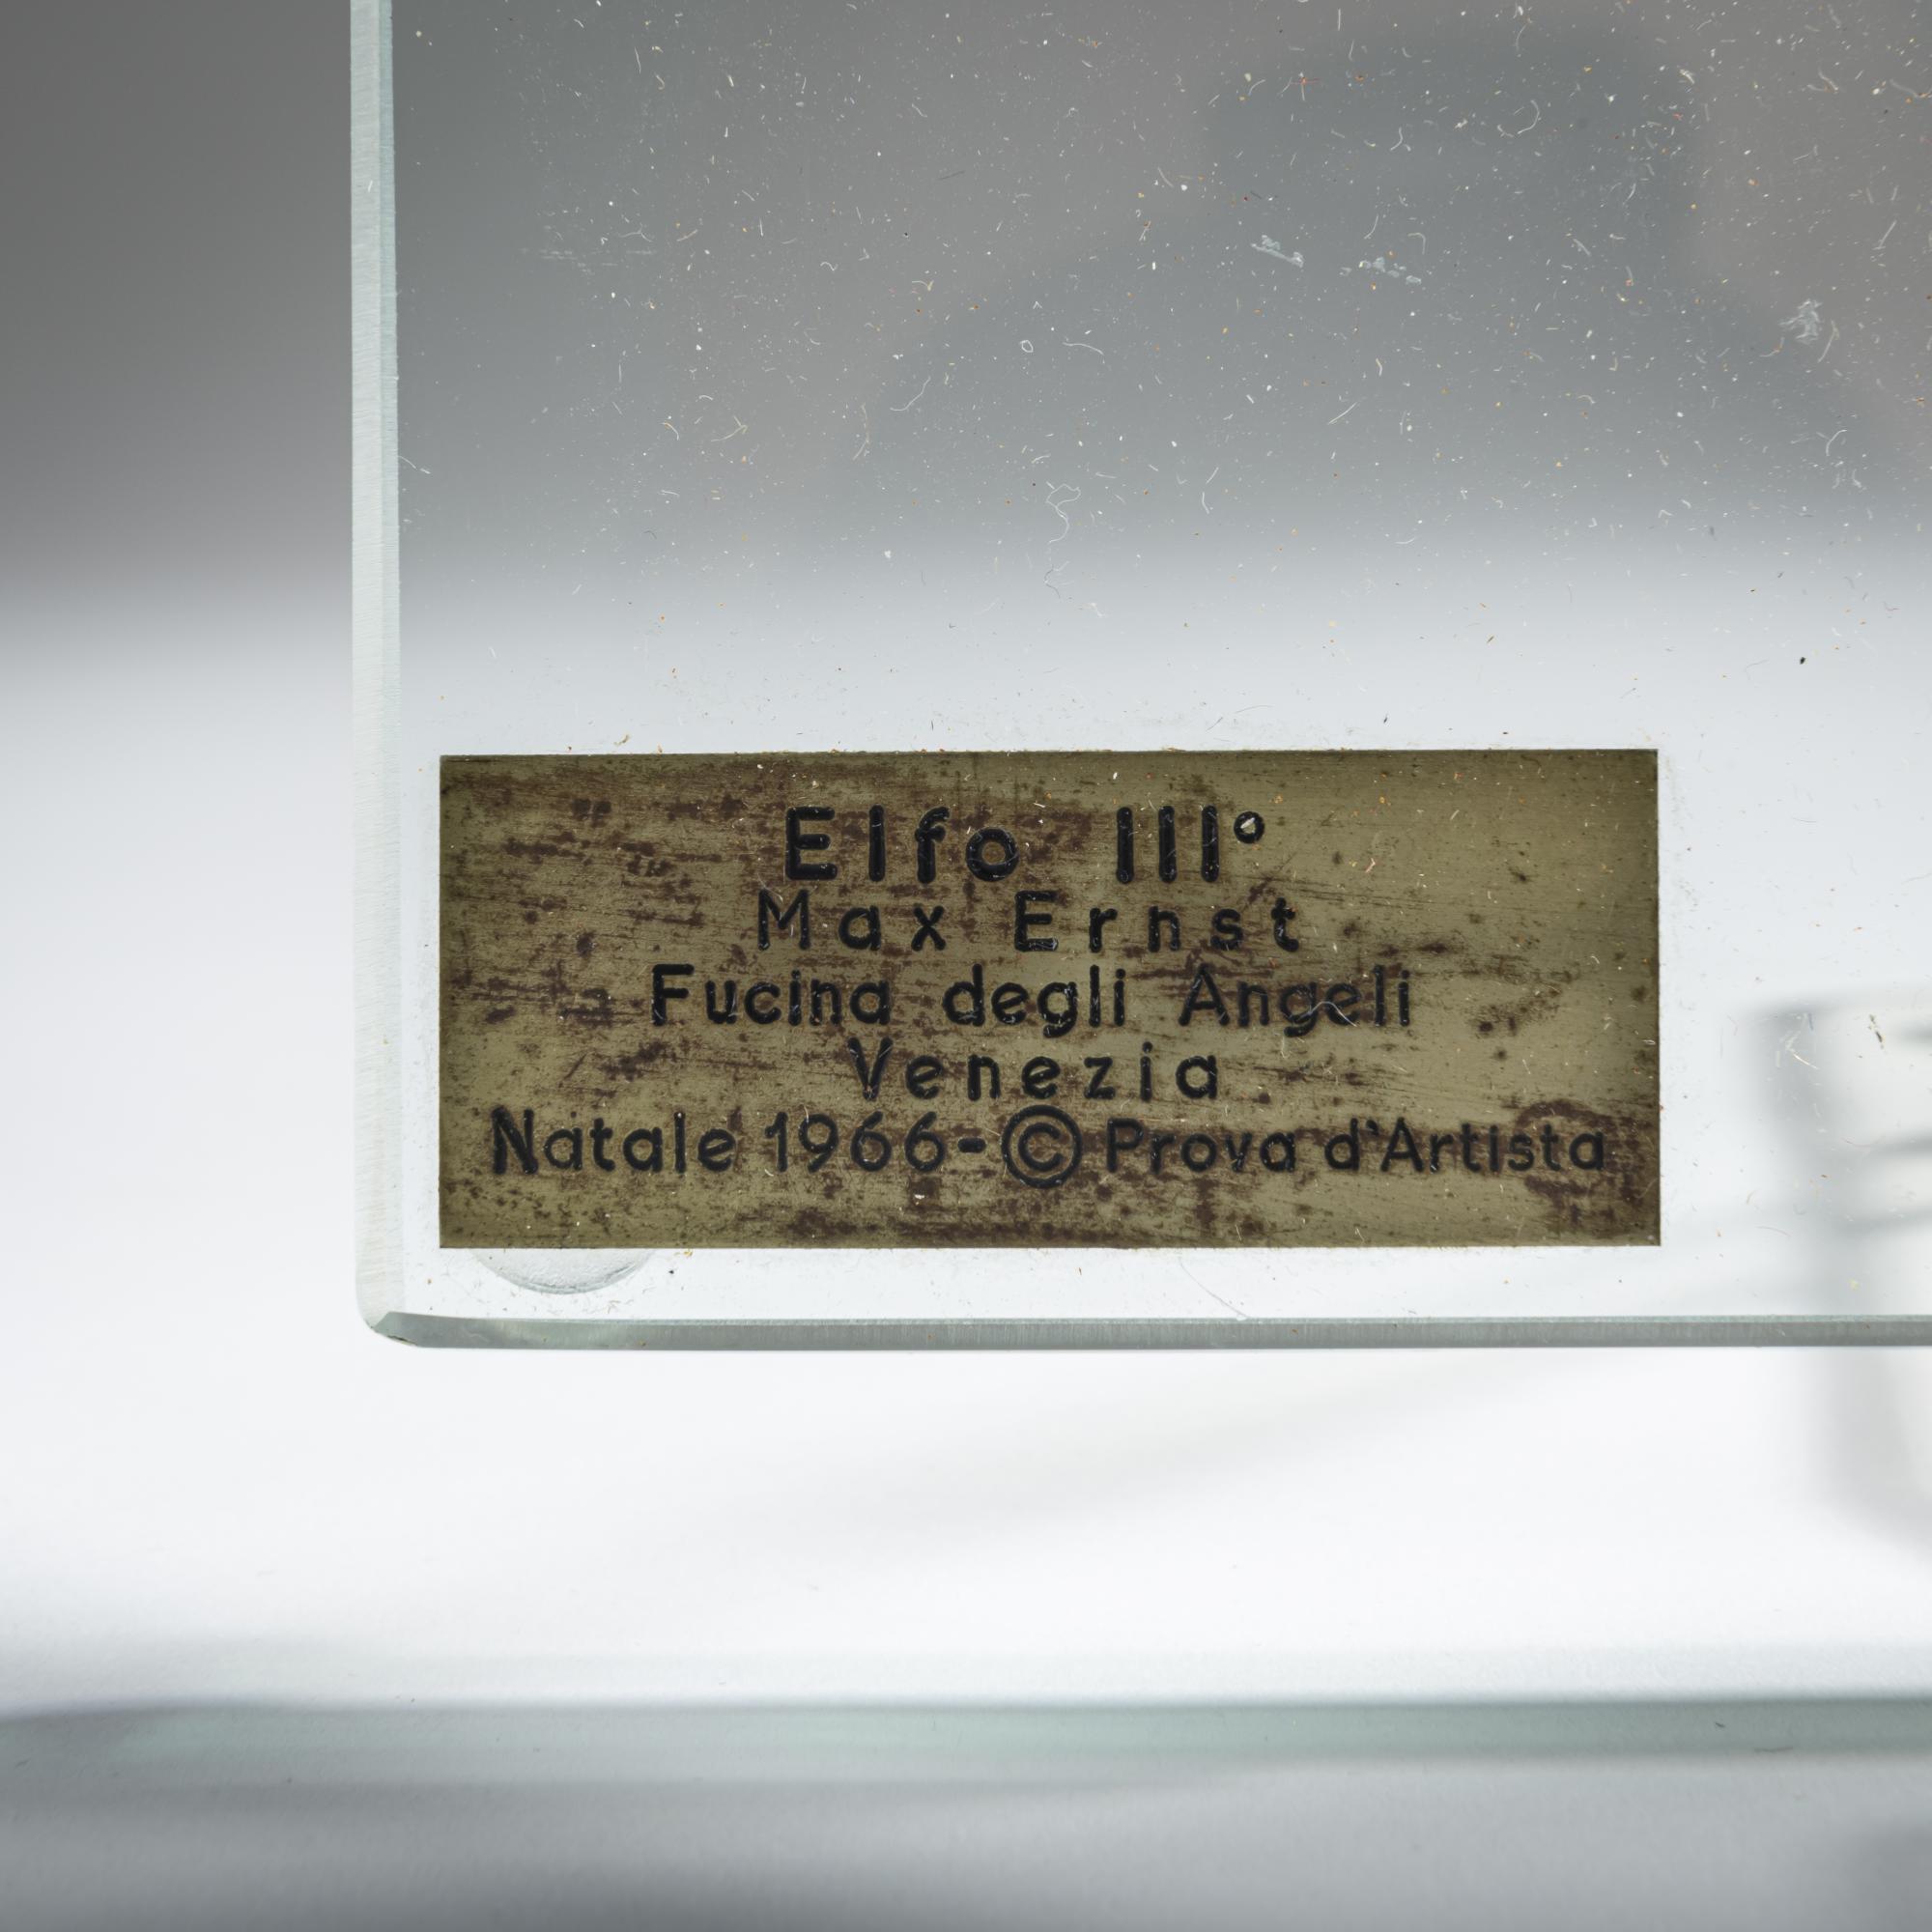 Elfo III°
Max Ernst
Fucina degli Angeli
Venezia
Natale 1966-© Prova d'Artista